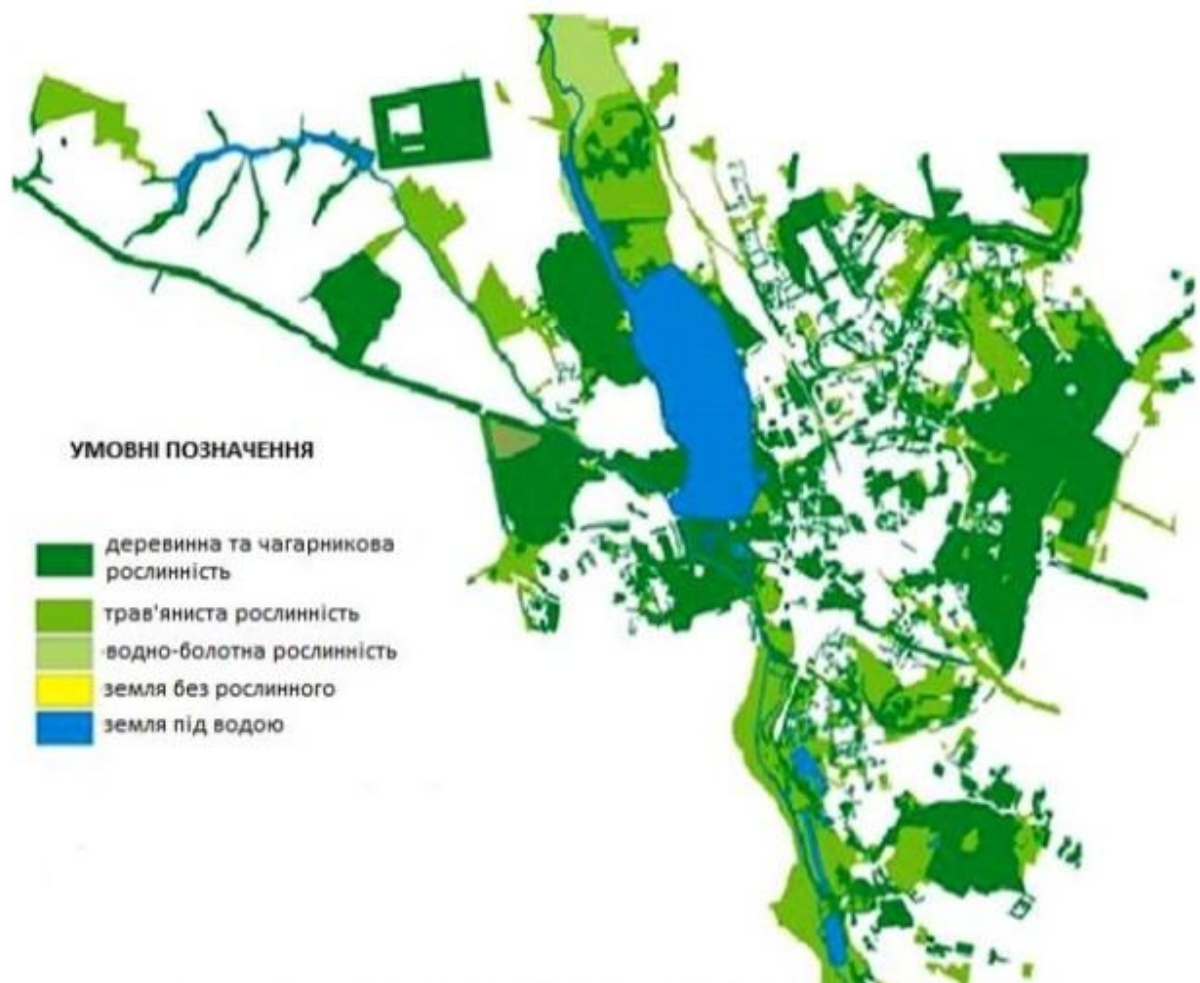 УМОВНІ ПОЗНАЧЕННЯ
деревинна та чагарникова
рослинність
трав'яниста рослинність
водно-болотна рослинність
земля без рослинного
земля під водою